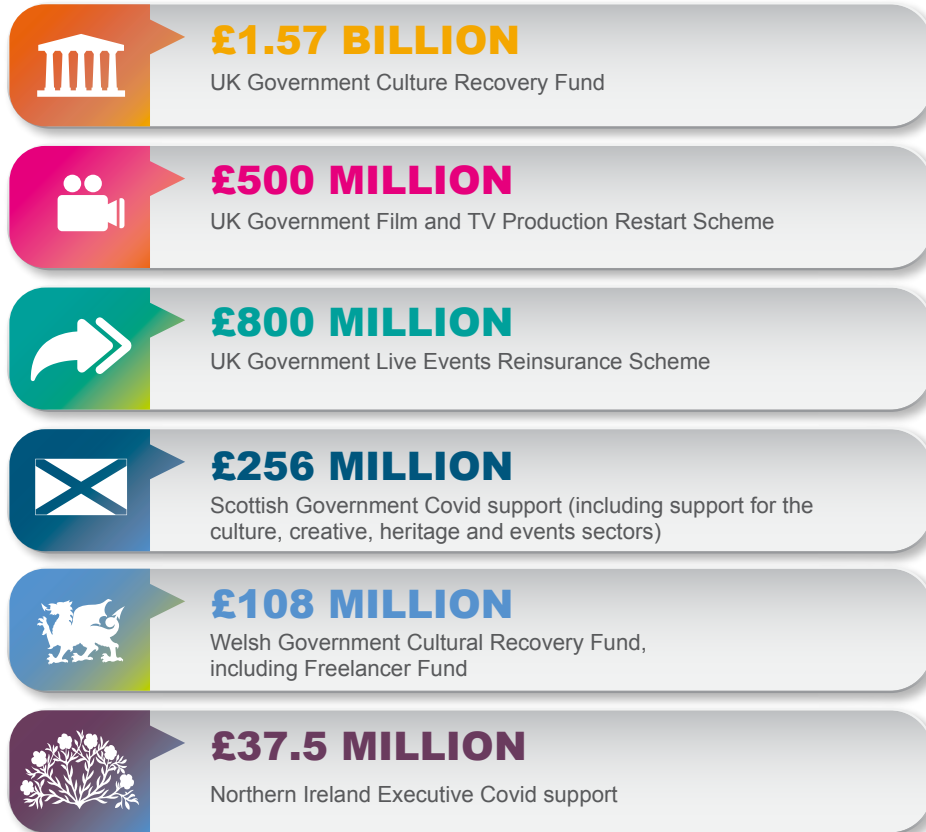 £1.57 BILLION
UK Government Culture Recovery Fund
£500 MILLION
UK Government Film and TV Production Restart Scheme
£800 MILLION
UK Government Live Events Reinsurance Scheme
£256 MILLION
Scottish Government Covid support (including support for the
culture, creative, heritage and events sectors)
£108 MILLION
Welsh Government Cultural Recovery Fund,
including Freelancer Fund
£37.5 MILLION
Northern Ireland Executive Covid support